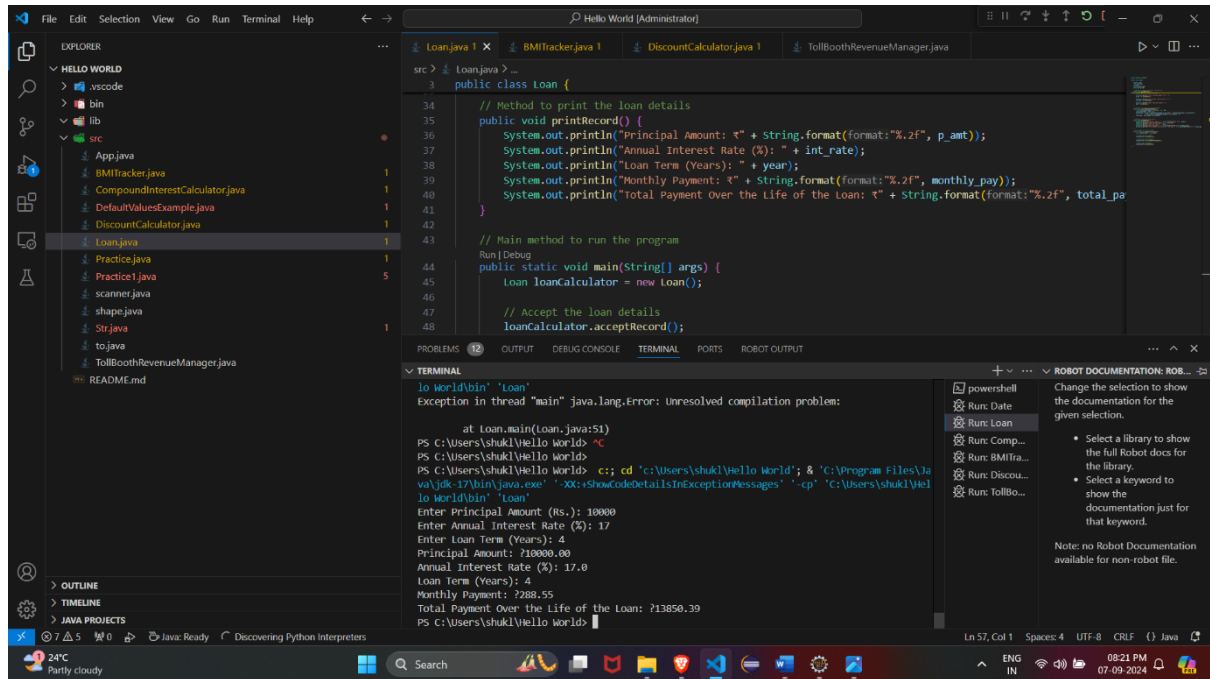 File Edit Selection View Go Run Terminal Help
Hello World [Administrator]
EXPLORER
HELLO WORLD
.vscode
bin
lib
src
App.java
BMITracker.java 1
CompoundInterestCalculator.java 1
DefaultValuesExample.java 1
DiscountCalculator.java 1
Loan.java 1
Practice.java 1
Practice1.java 5
scanner.java
shape.java
Str.java 1
to.java
TollBoothRevenueManager.java
README.md
OUTLINE
TIMELINE
JAVA PROJECTS
Loan.java 1 BMITracker.java 1 DiscountCalculator.java 1 TollBoothRevenueManager.java
src > Loan.java > ...
3 public class Loan {
34 // Method to print the loan details
35 public void printRecord() {
36 System.out.println("Principal Amount: ₹" + String.format(format:"%.2f", p_amt));
37 System.out.println("Annual Interest Rate (%): " + int_rate);
38 System.out.println("Loan Term (Years): " + year);
39 System.out.println("Monthly Payment: ₹" + String.format(format:"%.2f", monthly_pay));
40 System.out.println("Total Payment Over the Life of the Loan: ₹" + String.format(format:"%.2f", total_pa
41 }
42
43 // Main method to run the program
Run | Debug
44 public static void main(String[] args) {
45 Loan loanCalculator = new Loan();
46
47 // Accept the loan details
48 loanCalculator.acceptRecord();
PROBLEMS 12 OUTPUT DEBUG CONSOLE TERMINAL PORTS ROBOT OUTPUT
TERMINAL
lo World\bin' 'Loan'
Exception in thread "main" java.lang.Error: Unresolved compilation problem:
at Loan.main(Loan.java:51)
PS C:\Users\shukl\Hello World> ^C
PS C:\Users\shukl\Hello World>
PS C:\Users\shukl\Hello World> c:; cd 'c:\Users\shukl\Hello World'; & 'C:\Program Files\Ja
va\jdk-17\bin\java.exe' '-XX:+ShowCodeDetailsInExceptionMessages' '-cp' 'C:\Users\shukl\Hel
lo World\bin' 'Loan'
Enter Principal Amount (Rs.): 10000
Enter Annual Interest Rate (%): 17
Enter Loan Term (Years): 4
Principal Amount: ?10000.00
Annual Interest Rate (%): 17.0
Loan Term (Years): 4
Monthly Payment: ?288.55
Total Payment Over the Life of the Loan: ?13850.39
PS C:\Users\shukl\Hello World>
powershell
Run: Date
Run: Loan
Run: Comp...
Run: BMITra...
Run: Discou...
Run: TollBo...
ROBOT DOCUMENTATION: ROB...
Change the selection to show
the documentation for the
given selection.
• Select a library to show
the full Robot docs for
the library.
• Select a keyword to
show the
documentation just for
that keyword.
Note: no Robot Documentation
available for non-robot file.
7 5 0 Java: Ready Discovering Python Interpreters
Ln 57, Col 1 Spaces: 4 UTF-8 CRLF {} Java
24°C
Partly cloudy
Search
ENG
IN
08:21 PM
07-09-2024